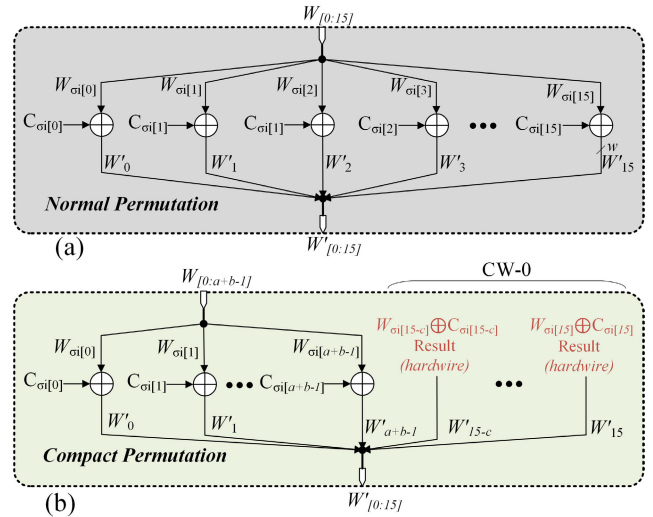 W[0:15]
Wσi[0] Wσi[1] Wσi[2] Wσi[3] Wσi[15]
Cσi[0] Cσi[1] Cσi[1] Cσi[2] ••• Cσi[15]
w
W'0 W'1 W'2 W'3 W'15
Normal Permutation
(a)
W'[0:15]
W[0:a+b-1]
CW-0
Wσi[0] Wσi[1] Wσi[a+b-1]
Wσi[15-c]⊕Cσi[15-c] Wσi[15]⊕Cσi[15]
Result Result
(hardwire) (hardwire)
Cσi[0] Cσi[1] ••• Cσi[a+b-1] •••
W'0 W'1 W'a+b-1 W'15-c W'15
Compact Permutation
(b)
W'[0:15]